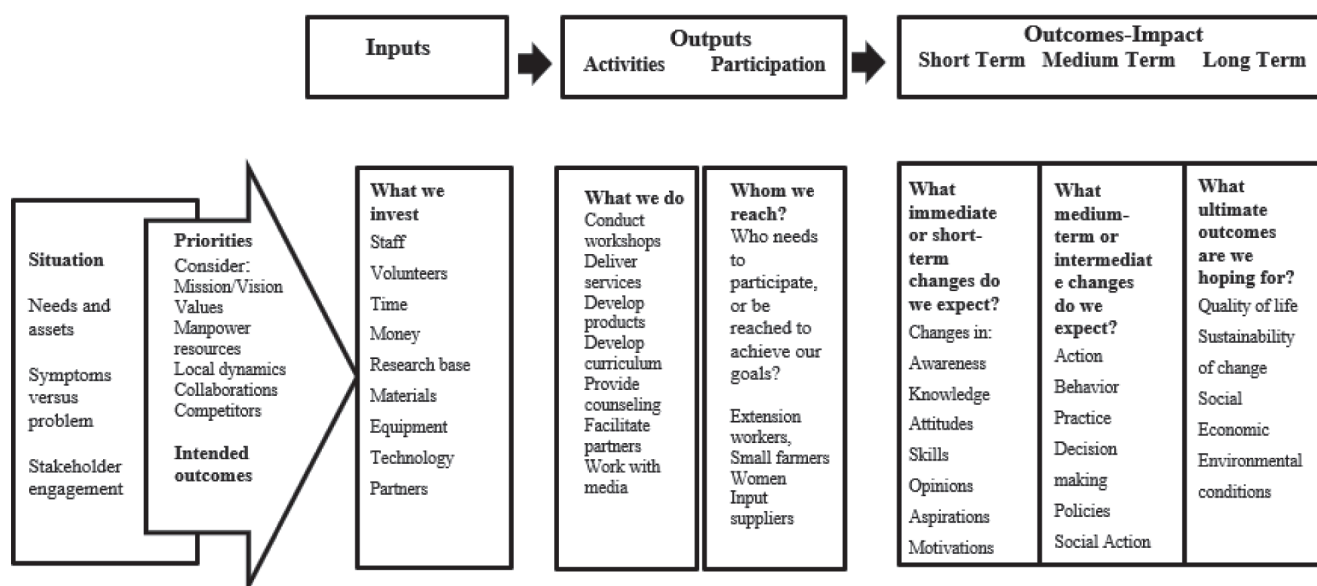 Inputs
Outputs
Activities Participation
Outcomes-Impact
Short Term Medium Term Long Term
Situation
Needs and
assets
Symptoms
versus
problem
Stakeholder
engagement
Priorities
Consider:
Mission/Vision
Values
Manpower
resources
Local dynamics
Collaborations
Competitors
Intended
outcomes
What we
invest
Staff
Volunteers
Time
Money
Research base
Materials
Equipment
Technology
Partners
What we do
Conduct
workshops
Deliver
services
Develop
products
Develop
curriculum
Provide
counseling
Facilitate
partners
Work with
media
Whom we
reach?
Who needs
to
participate,
or be
reached to
achieve our
goals?
Extension
workers,
Small farmers
Women
Input
suppliers
What
immediate
or short-
term
changes do
we expect?
Changes in:
Awareness
Knowledge
Attitudes
Skills
Opinions
Aspirations
Motivations
What
medium-
term or
intermediat
e changes
do we
expect?
Action
Behavior
Practice
Decision
making
Policies
Social Action
What
ultimate
outcomes
are we
hoping for?
Quality of life
Sustainability
of change
Social
Economic
Environmental
conditions